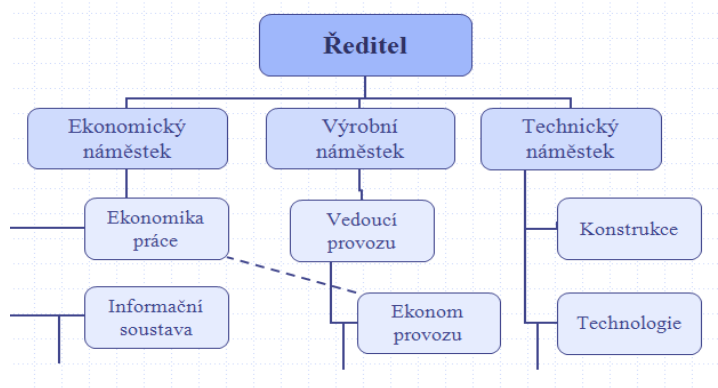 Ředitel
Ekonomický
náměstek
Výrobní
náměstek
Technický
náměstek
Ekonomika
práce
Vedoucí
provozu
Konstrukce
Informační
soustava
Ekonom
provozu
Technologie